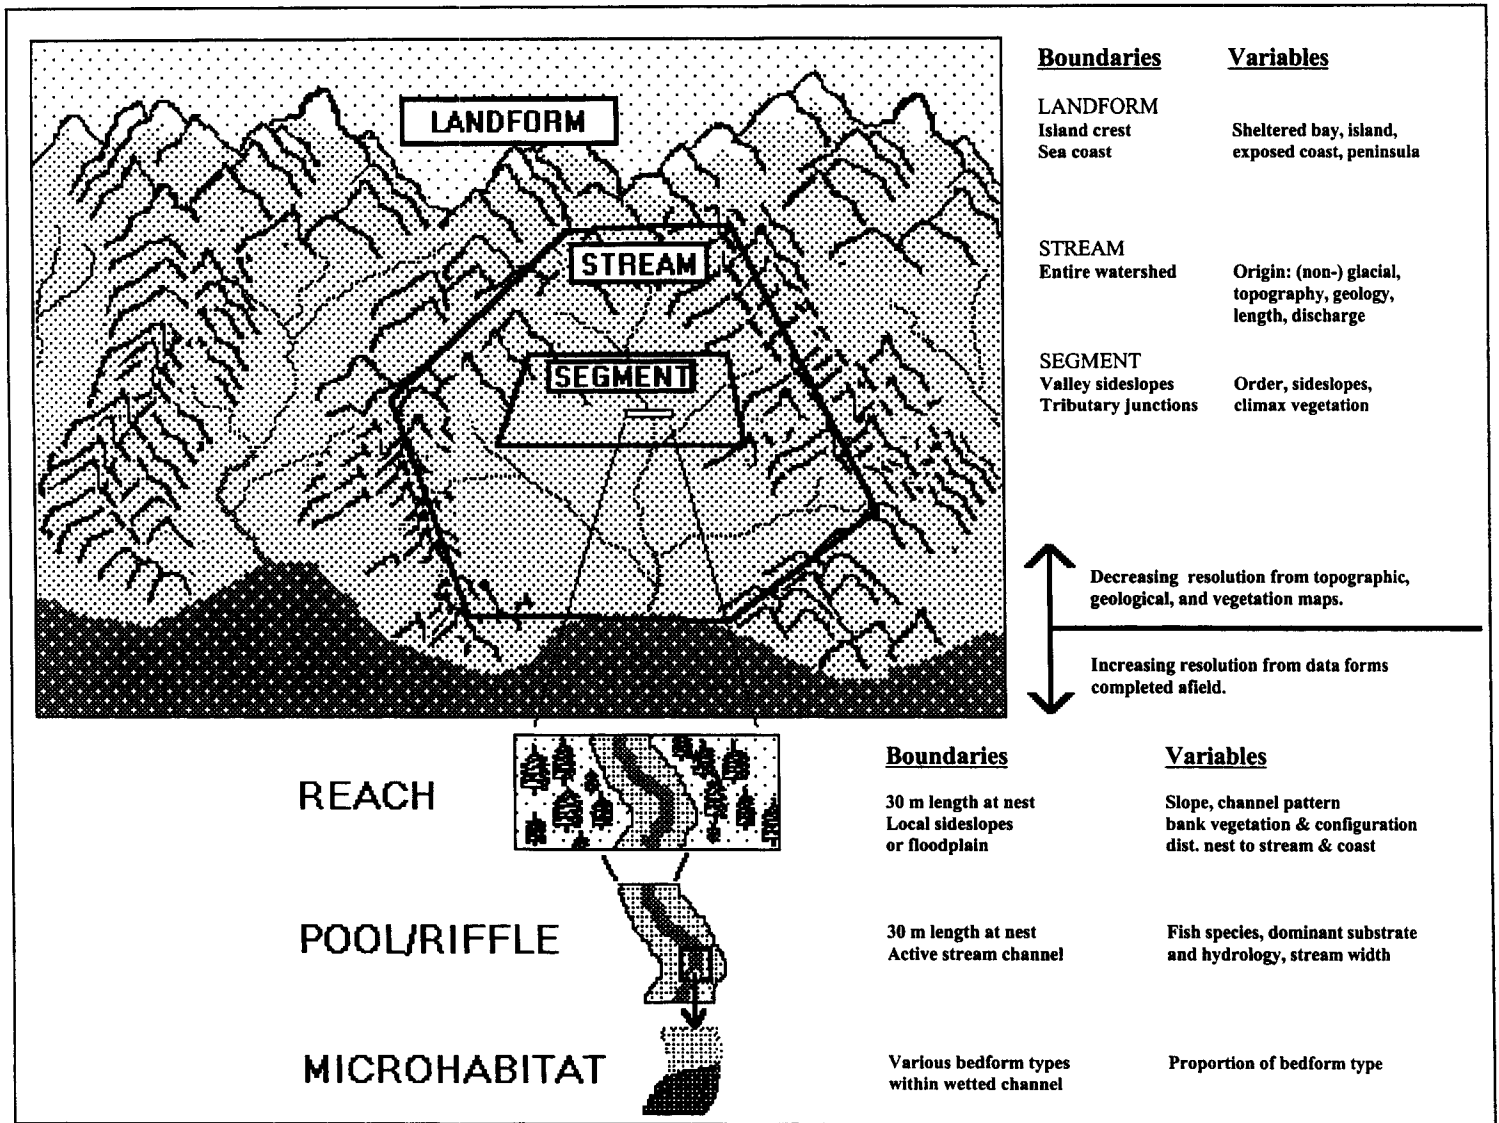 LANDFORM
STREAM
SEGMENT
Boundaries Variables
LANDFORM
Island crest Sheltered bay, island,
Sea coast exposed coast, peninsula
STREAM
Entire watershed Origin: (non-) glacial,
topography, geology,
length, discharge
SEGMENT
Valley sideslopes Order, sideslopes,
Tributary junctions climax vegetation
Decreasing resolution from topographic,
geological, and vegetation maps.
Increasing resolution from data forms
completed afield.
Boundaries Variables
REACH
30 m length at nest Slope, channel pattern
Local sideslopes bank vegetation & configuration
or floodplain dist. nest to stream & coast
POOL/RIFFLE
30 m length at nest Fish species, dominant substrate
Active stream channel and hydrology, stream width
MICROHABITAT
Various bedform types Proportion of bedform type
within wetted channel